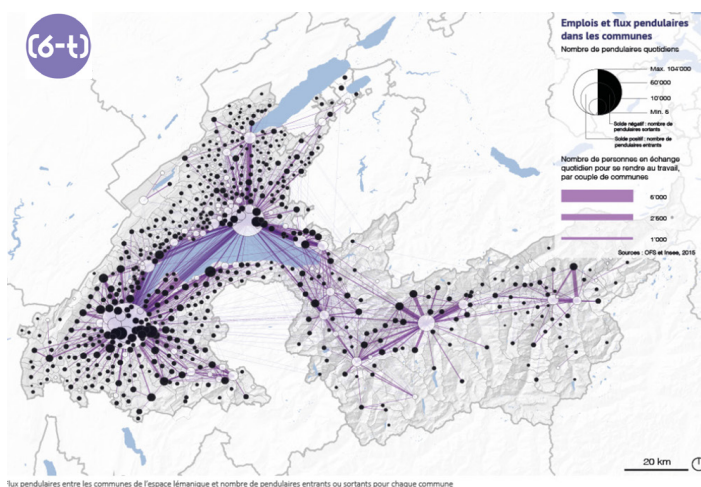 (6-t)
Emplois et flux pendulaires
dans les communes
Nombre de pendulaires quotidiens
Max. 104'000
60'000
10'000
Min. 5
Solde négatif : nombre de
pendulaires sortants
Solde positif : nombre de
pendulaires entrants
Nombre de personnes en échange
quotidien pour se rendre au travail,
par couple de communes
5'000
2'500
1'000
Sources : OFS et Insee, 2015
20 km
Flux pendulaires entre les communes de l'espace lémanique et nombre de pendulaires entrants ou sortants pour chaque commune